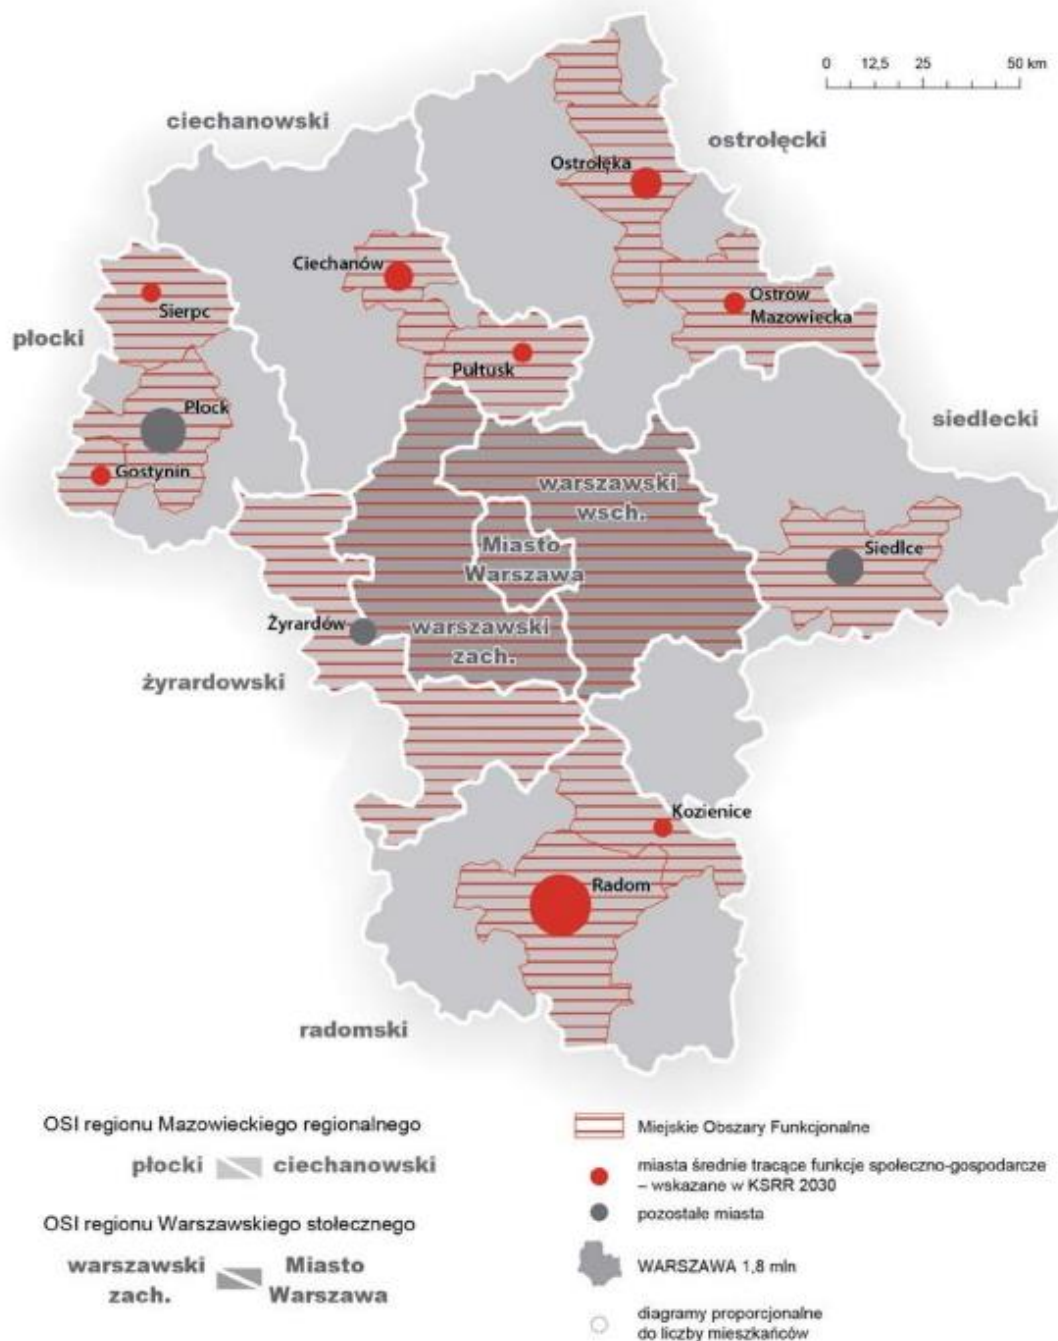 0 12,5 25 50 km
ciechanowski
ostrołęcki
Ostrołęka
Ciechanów
Sierpc
Ostrów
Mazowiecka
płocki
Pułtusk
Płock
siedlecki
Gostynin
warszawski
wsch.
Miasto
Warszawa
Siedlce
Żyrardów
warszawski
zach.
żyrardowski
Kozienice
Radom
radomski
OSI regionu Mazowieckiego regionalnego
płocki ciechanowski
OSI regionu Warszawskiego stołecznego
warszawski
zach.
Miasto
Warszawa
Miejskie Obszary Funkcjonalne
miasta średnie tracące funkcje społeczno-gospodarcze
– wskazane w KSRR 2030
pozostałe miasta
WARSZAWA 1,8 mln
diagramy proporcjonalne
do liczby mieszkańców